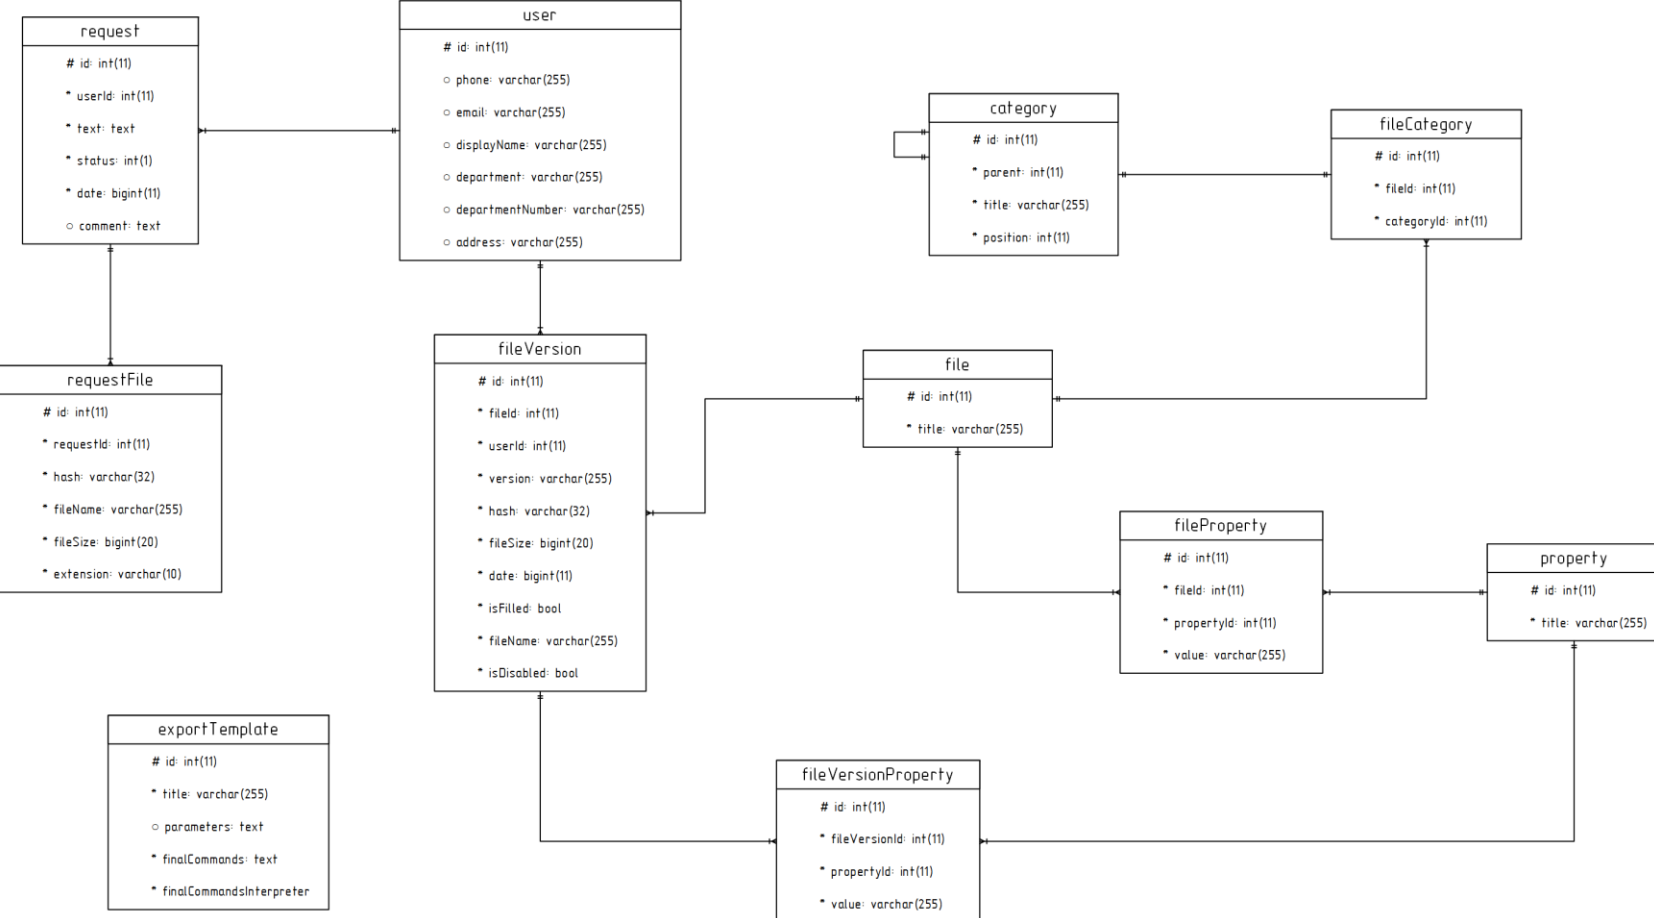 request
# id: int(11)
* userId: int(11)
* text: text
* status: int(1)
* date: bigint(11)
○ comment: text
user
# id: int(11)
○ phone: varchar(255)
○ email: varchar(255)
○ displayName: varchar(255)
○ department: varchar(255)
○ departmentNumber: varchar(255)
○ address: varchar(255)
category
# id: int(11)
* parent: int(11)
* title: varchar(255)
* position: int(11)
fileCategory
# id: int(11)
* fileId: int(11)
* categoryId: int(11)
requestFile
# id: int(11)
* requestId: int(11)
* hash: varchar(32)
* fileName: varchar(255)
* fileSize: bigint(20)
* extension: varchar(10)
fileVersion
# id: int(11)
* fileId: int(11)
* userId: int(11)
* version: varchar(255)
* hash: varchar(32)
* fileSize: bigint(20)
* date: bigint(11)
* isFilled: bool
* fileName: varchar(255)
* isDisabled: bool
file
# id: int(11)
* title: varchar(255)
fileProperty
# id: int(11)
* fileId: int(11)
* propertyId: int(11)
* value: varchar(255)
property
# id: int(11)
* title: varchar(255)
exportTemplate
# id: int(11)
* title: varchar(255)
○ parameters: text
* finalCommands: text
* finalCommandsInterpreter
fileVersionProperty
# id: int(11)
* fileVersionId: int(11)
* propertyId: int(11)
* value: varchar(255)